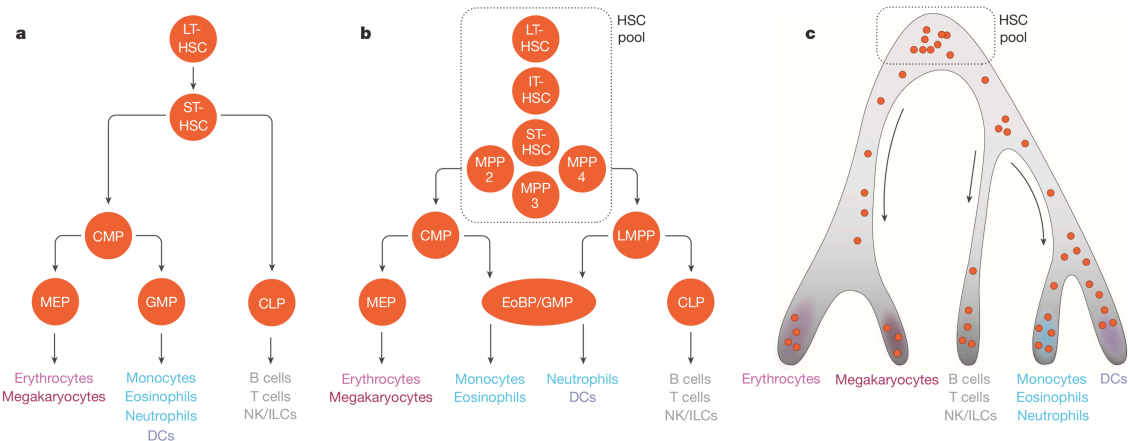 a
LT-
HSC
ST-
HSC
CMP
MEP
GMP
CLP
Erythrocytes
Megakaryocytes
Monocytes
Eosinophils
Neutrophils
DCs
B cells
T cells
NK/ILCs
b
HSC
pool
LT-
HSC
IT-
HSC
ST-
HSC
MPP
2
MPP
3
MPP
4
CMP
LMPP
MEP
EoBP/GMP
CLP
Erythrocytes
Megakaryocytes
Monocytes
Eosinophils
Neutrophils
DCs
B cells
T cells
NK/ILCs
c
HSC
pool
Erythrocytes
Megakaryocytes
B cells
T cells
NK/ILCs
Monocytes
Eosinophils
Neutrophils
DCs